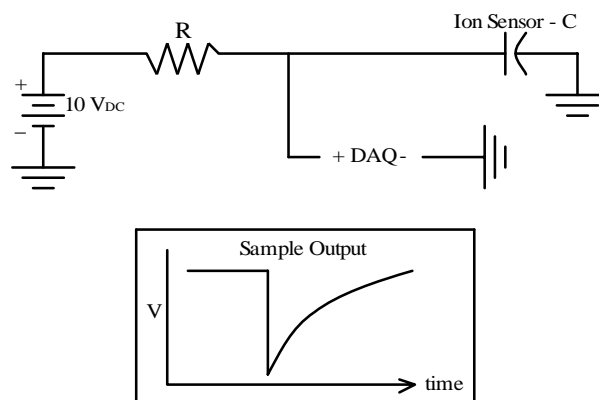 Ion Sensor - C
R
+
10 VDC
–
+ DAQ -
Sample Output
V
time